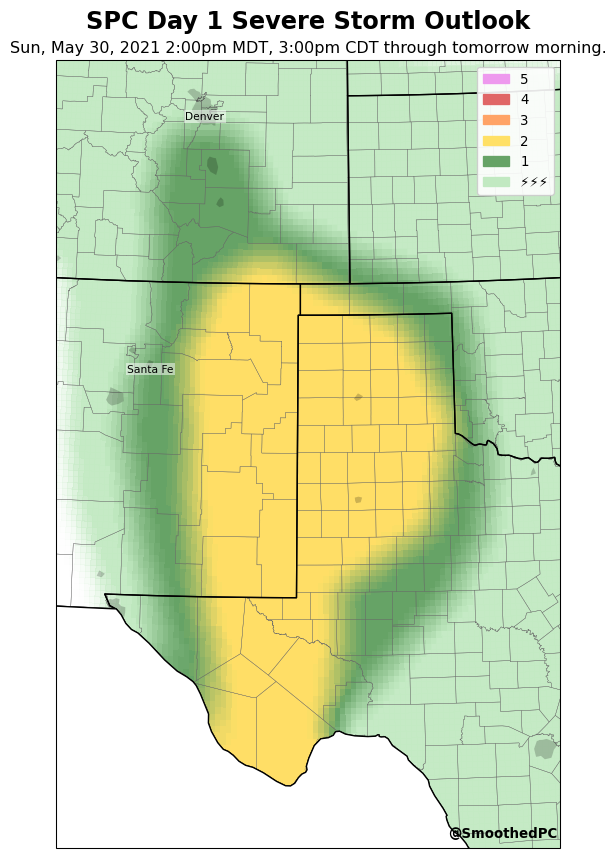 SPC Day 1 Severe Storm Outlook
Sun, May 30, 2021 2:00pm MDT, 3:00pm CDT through tomorrow morning.
5
4
3
2
1
⚡⚡⚡
Denver
Santa Fe
@SmoothedPC